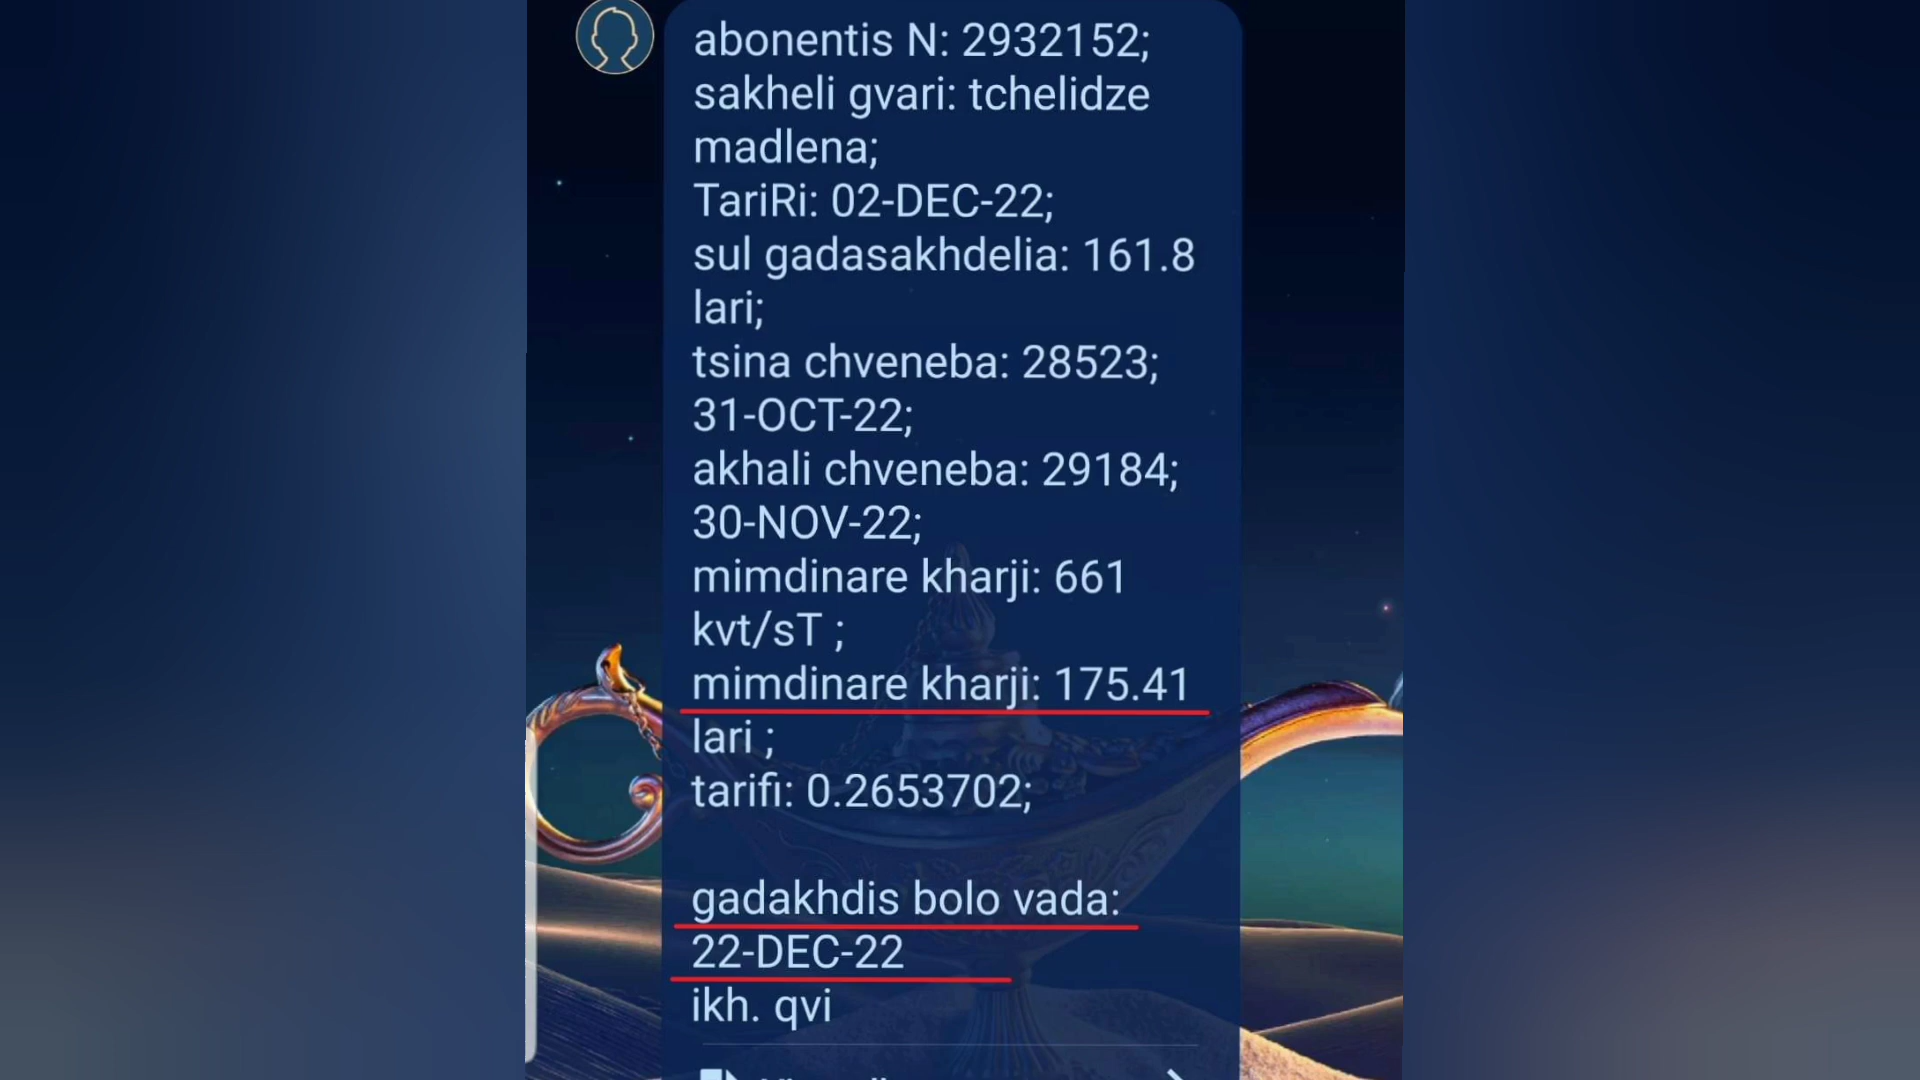 abonentis N: 2932152;
sakheli gvari: tchelidze
madlena;
TariRi: 02-DEC-22;
sul gadasakhdelia: 161.8
lari;
tsina chveneba: 28523;
31-OCT-22;
akhali chveneba: 29184;
30-NOV-22;
mimdinare kharji: 661
kvt/sT ;
mimdinare kharji: 175.41
lari ;
tarifi: 0.2653702;
gadakhdis bolo vada:
22-DEC-22
ikh. qvi